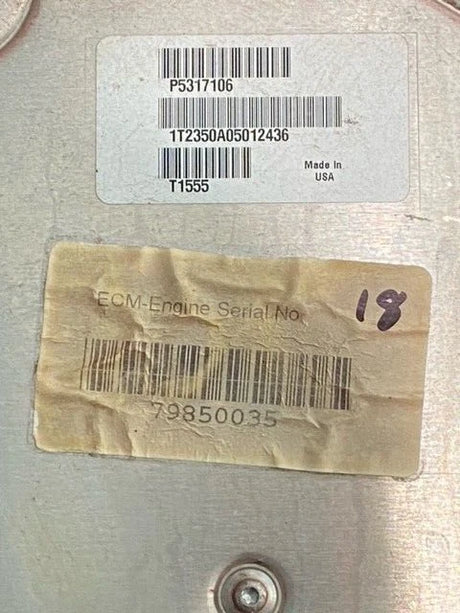 P5317106
1T2350A05012436
T1555
Made In
USA
ECM-Engine Serial No.
18
79850035